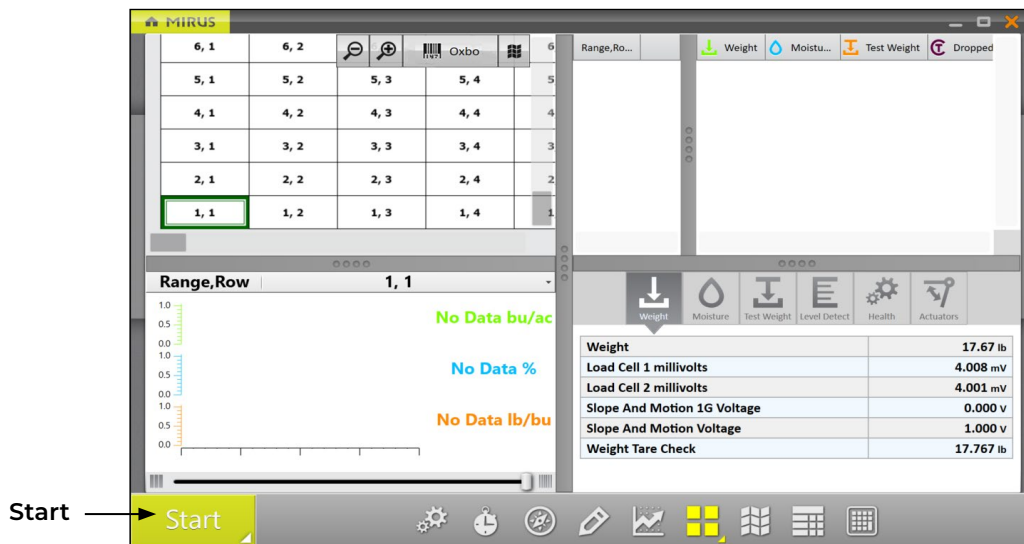 MIRUS
6, 1 6, 2 Oxbo 6
5, 1 5, 2 5, 3 5, 4 5
4, 1 4, 2 4, 3 4, 4 4
3, 1 3, 2 3, 3 3, 4 3
2, 1 2, 2 2, 3 2, 4 2
1, 1 1, 2 1, 3 1, 4 1
Range,Ro... Weight Moistu... Test Weight Dropped
Range,Row 1, 1
1.0
0.5
0.0
No Data bu/ac
1.0
0.5
0.0
No Data %
1.0
0.5
0.0
No Data lb/bu
Weight Moisture Test Weight Level Detect Health Actuators
Weight 17.67 lb
Load Cell 1 millivolts 4.008 mV
Load Cell 2 millivolts 4.001 mV
Slope And Motion 1G Voltage 0.000 V
Slope And Motion Voltage 1.000 V
Weight Tare Check 17.767 lb
Start
Start